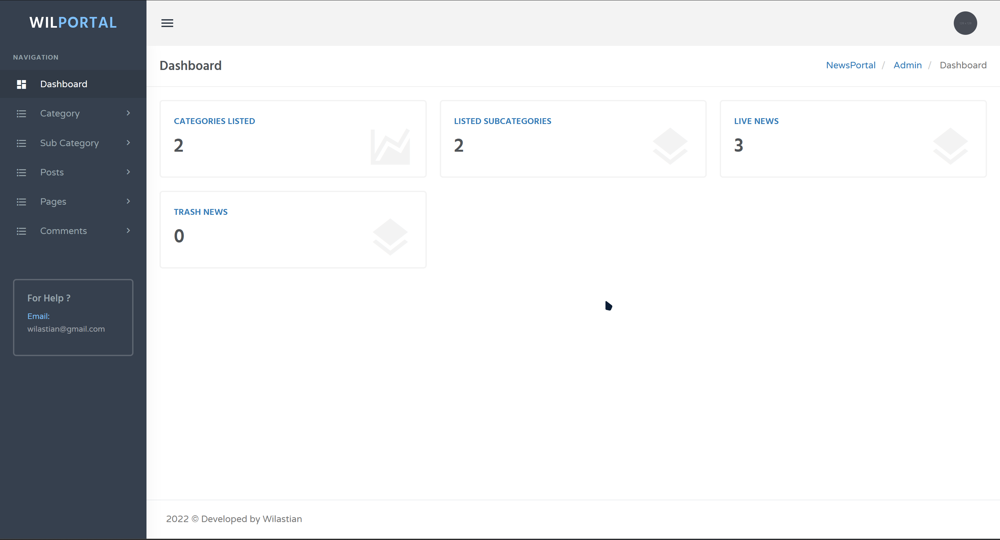 WILPORTAL
128 x 128
NAVIGATION
Dashboard
Category
Sub Category
Posts
Pages
Comments
For Help ?
Email:
wilastian@gmail.com
Dashboard
NewsPortal / Admin / Dashboard
CATEGORIES LISTED
2
LISTED SUBCATEGORIES
2
LIVE NEWS
3
TRASH NEWS
0
2022 © Developed by Wilastian